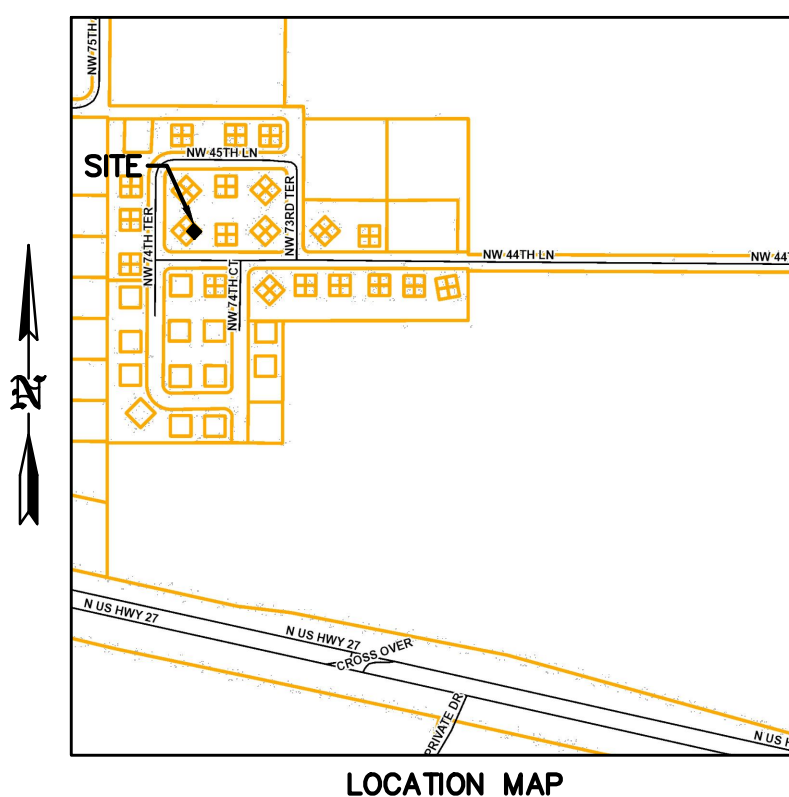 NW 75TH
NW 45TH LN
SITE
NW 74TH TER
NW 73RD TER
NW 44TH LN
NW 44T
NW 74TH CT
N
N US HWY 27
N US HWY 27
CROSS OVER
PRIVATE DR
N US H
LOCATION MAP